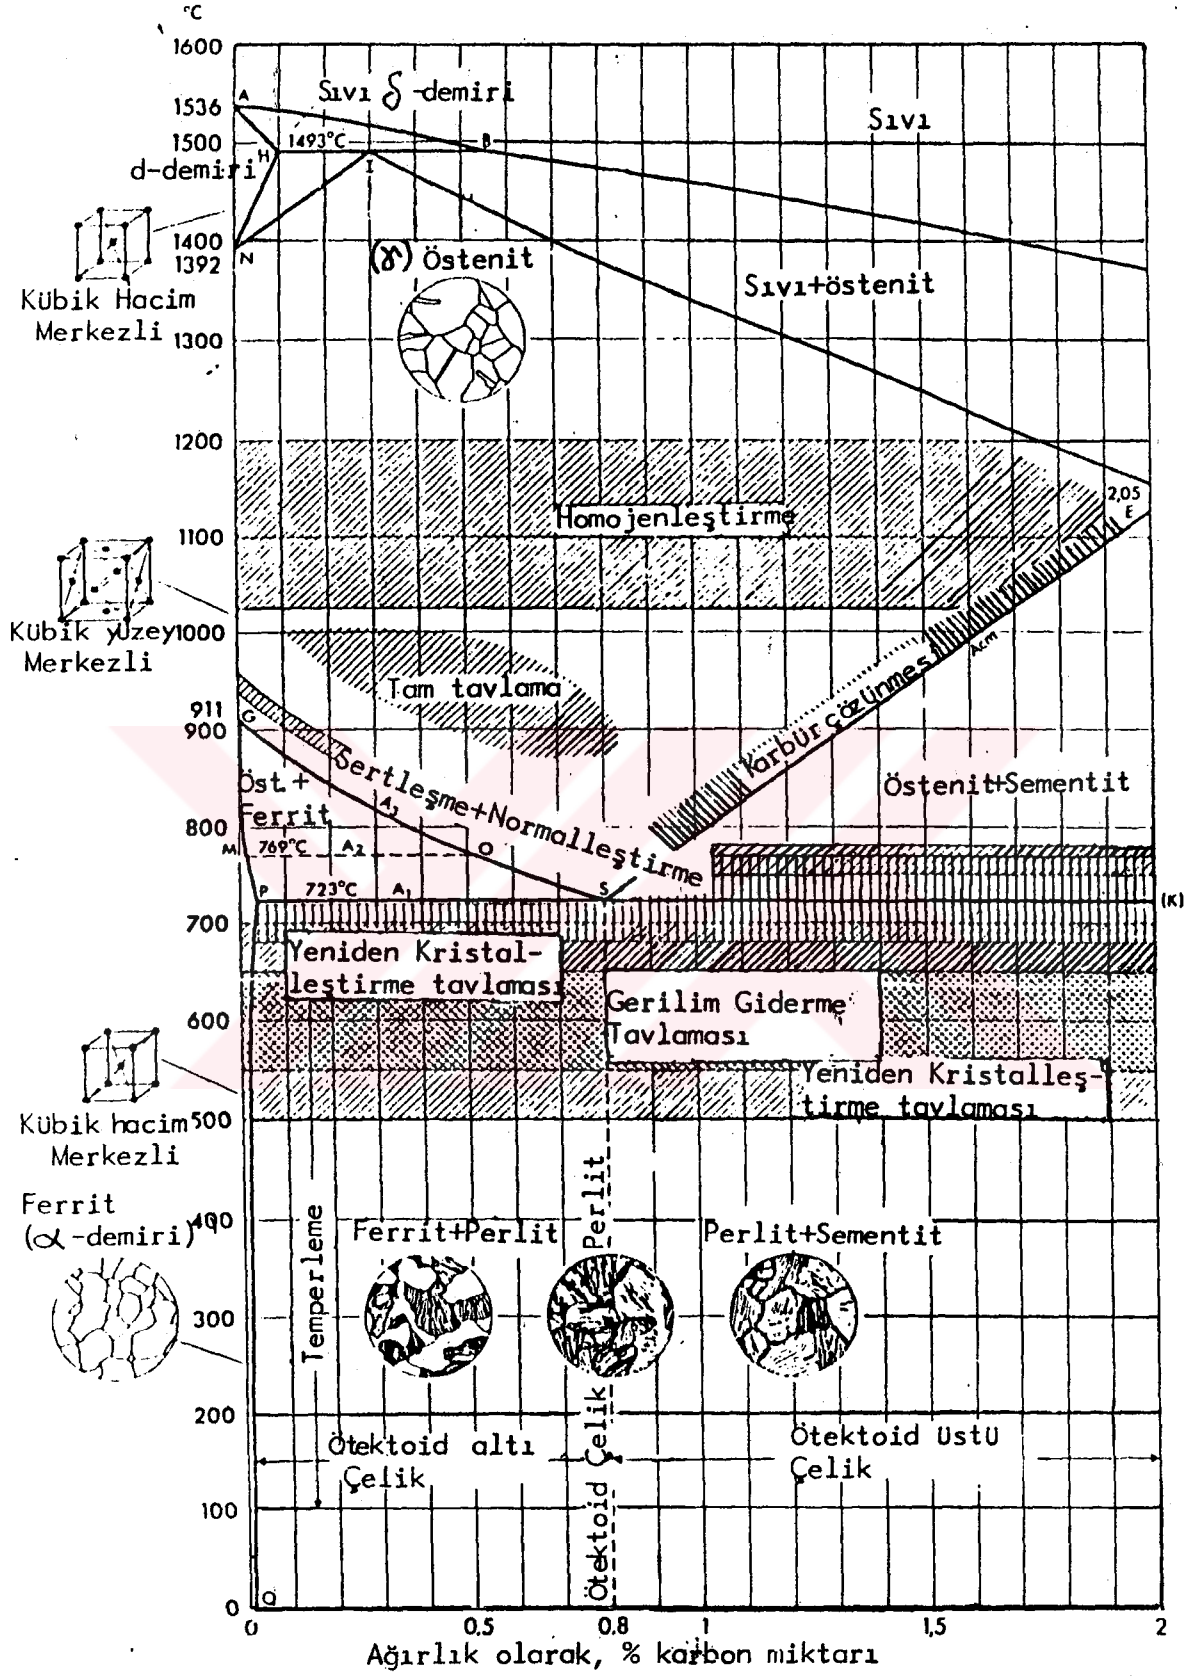 °C
1600
A
Sıvı δ-demiri
1536
Sıvı
1500
H
1493°C
B
d-demiri
I
1400
N
1392
(γ) Östenit
Sıvı+östenit
Kübik Hacim
Merkezli
1300
1200
2,05
E
Homojenleştirme
1100
Kübik yüzey
Merkezli
1000
Acm
Tam tavlama
Karbür çözünmesi
911
G
900
Sertleşme+Normalleştirme
Öst.+
Ferrit
A3
Östenit+Sementit
800
M
769°C
A2
O
P
723°C
A1
S
(K)
700
Yeniden Kristal-
leştirme tavlaması
Gerilim Giderme
Tavlaması
600
Yeniden Kristalleş-
tirme tavlaması
500
Kübik hacim
Merkezli
Ferrit
(α-demiri)
400
Temperleme
Ferrit+Perlit
Ötektoid Çelik Perlit
Perlit+Sementit
300
200
Ötektoid altı
Çelik
Ötektoid üstü
Çelik
100
Q
0
0
0.5
0.8
1
1,5
2
Ağırlık olarak, % karbon miktarı